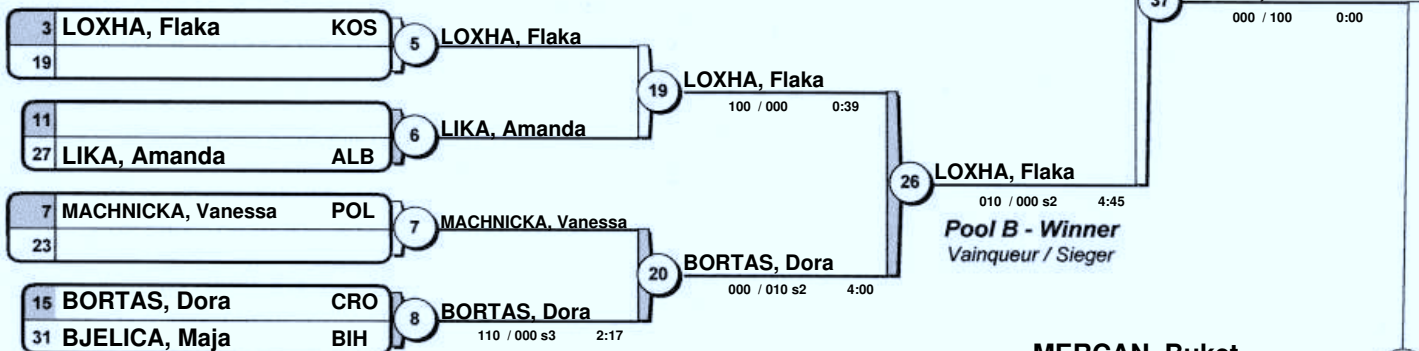 37
000 / 100 0:00
3 LOXHA, Flaka KOS
19
5
LOXHA, Flaka
11
27 LIKA, Amanda ALB
6
LIKA, Amanda
19
LOXHA, Flaka
100 / 000 0:39
7 MACHNICKA, Vanessa POL
23
7
MACHNICKA, Vanessa
15 BORTAS, Dora CRO
31 BJELICA, Maja BIH
8
BORTAS, Dora
110 / 000 s3 2:17
20
BORTAS, Dora
000 / 010 s2 4:00
26
LOXHA, Flaka
010 / 000 s2 4:45
Pool B - Winner
Vainqueur / Sieger
MERCAN, Buket